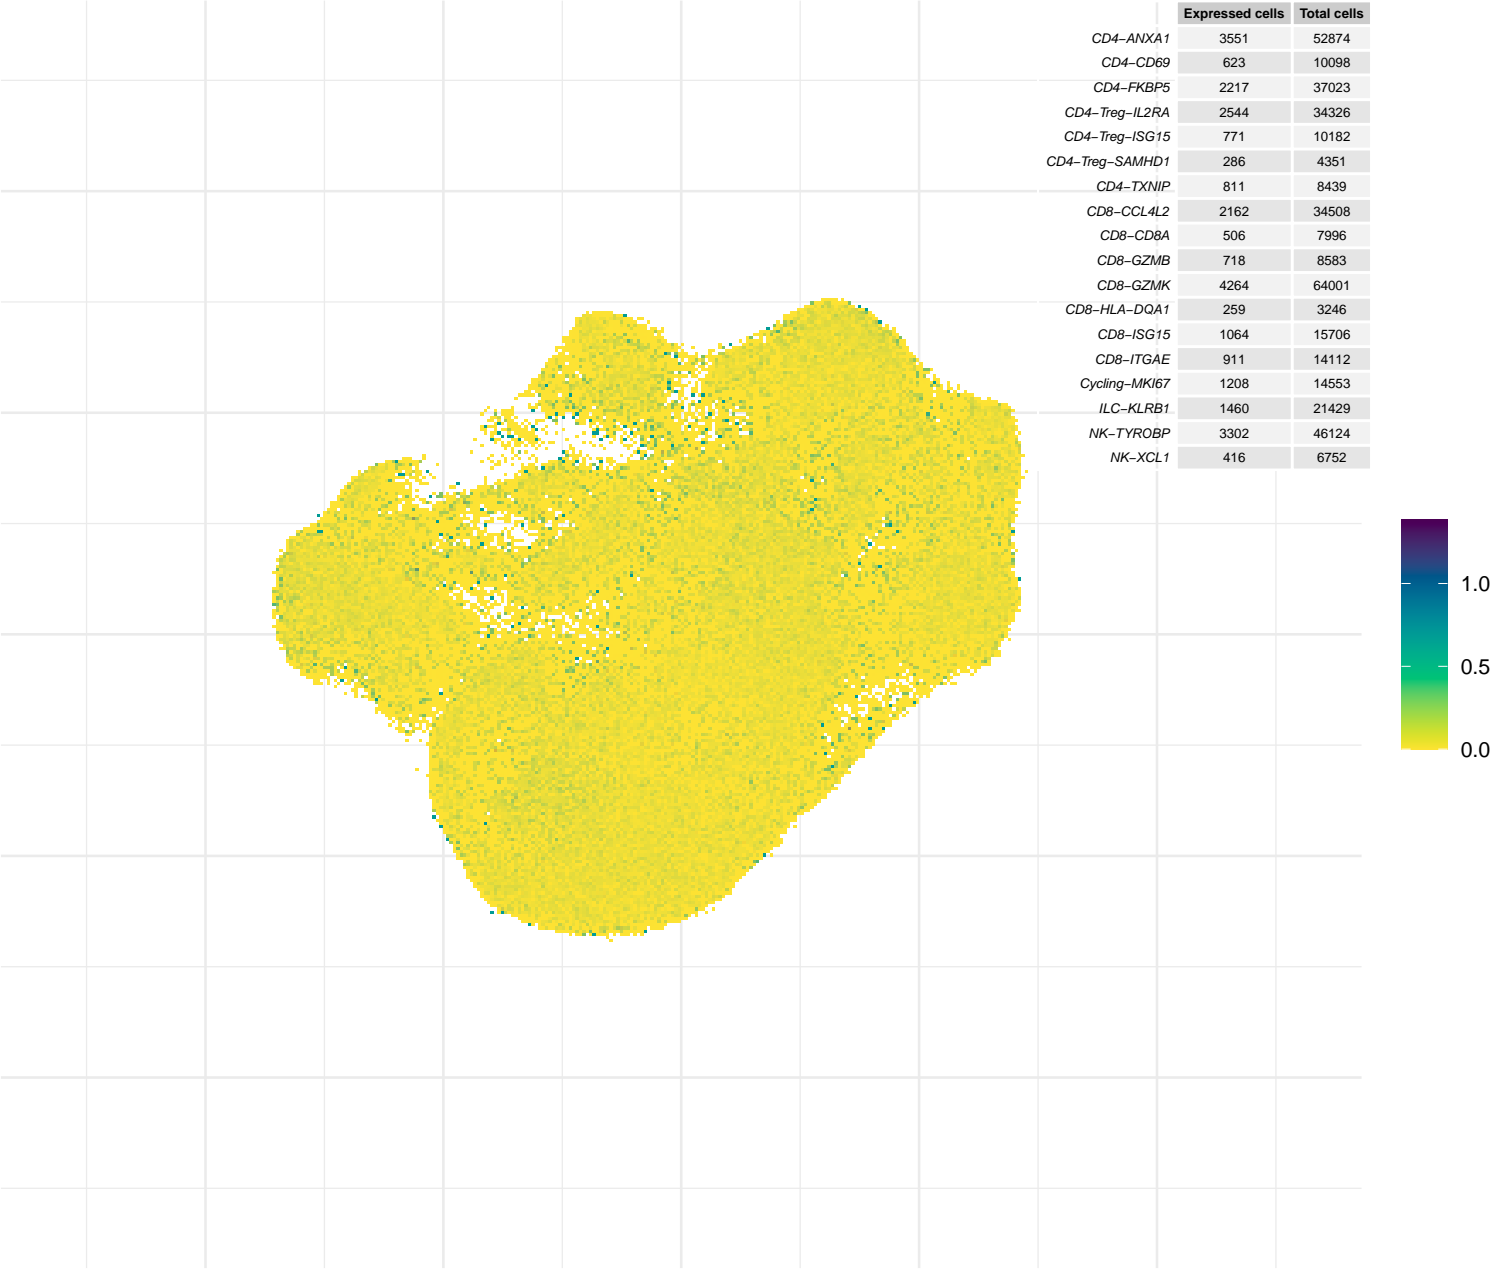 Expressed cells Total cells
CD4−ANXA1 3551 52874
CD4−CD69 623 10098
CD4−FKBP5 2217 37023
CD4−Treg−IL2RA 2544 34326
CD4−Treg−ISG15 771 10182
CD4−Treg−SAMHD1 286 4351
CD4−TXNIP 811 8439
CD8−CCL4L2 2162 34508
CD8−CD8A 506 7996
CD8−GZMB 718 8583
CD8−GZMK 4264 64001
CD8−HLA−DQA1 259 3246
CD8−ISG15 1064 15706
CD8−ITGAE 911 14112
Cycling−MKI67 1208 14553
ILC−KLRB1 1460 21429
NK−TYROBP 3302 46124
NK−XCL1 416 6752
1.0
0.5
0.0